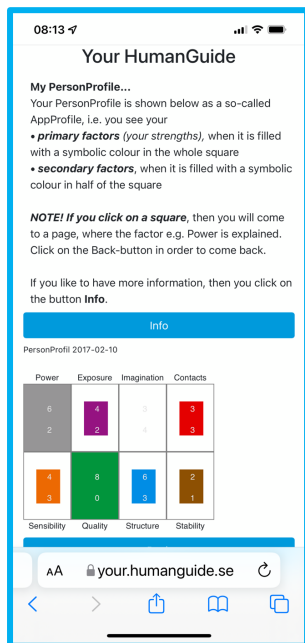 08:13
Your HumanGuide
My PersonProfile...
Your PersonProfile is shown below as a so-called
AppProfile, i.e. you see your
• primary factors (your strengths), when it is filled
with a symbolic colour in the whole square
• secondary factors, when it is filled with a symbolic
colour in half of the square
NOTE! If you click on a square, then you will come
to a page, where the factor e.g. Power is explained.
Click on the Back-button in order to come back.
If you like to have more information, then you click on
the button Info.
Info
PersonProfil 2017-02-10
Power Exposure Imagination Contacts
6 4 3 3
2 2 4 3
4 8 6 2
3 0 3 1
Sensibility Quality Structure Stability
AA your.humanguide.se